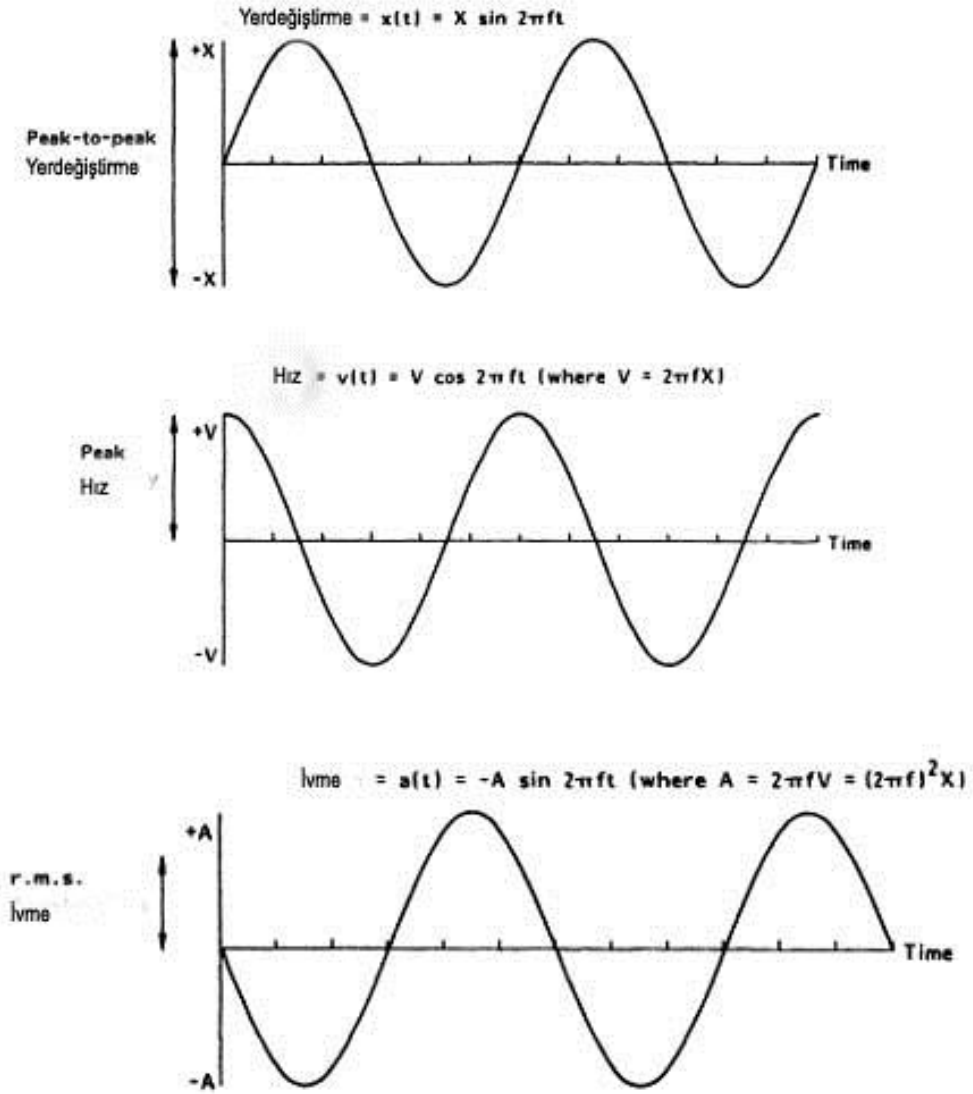 Yerdeğiştirme = x(t) = X sin 2πft
+X
Peak-to-peak
Yerdeğiştirme
Time
-X
Hız = v(t) = V cos 2πft (where V = 2πfX)
+V
Peak
Hız
Time
-V
İvme = a(t) = -A sin 2πft (where A = 2πfV = (2πf)²X)
+A
r.m.s.
İvme
Time
-A